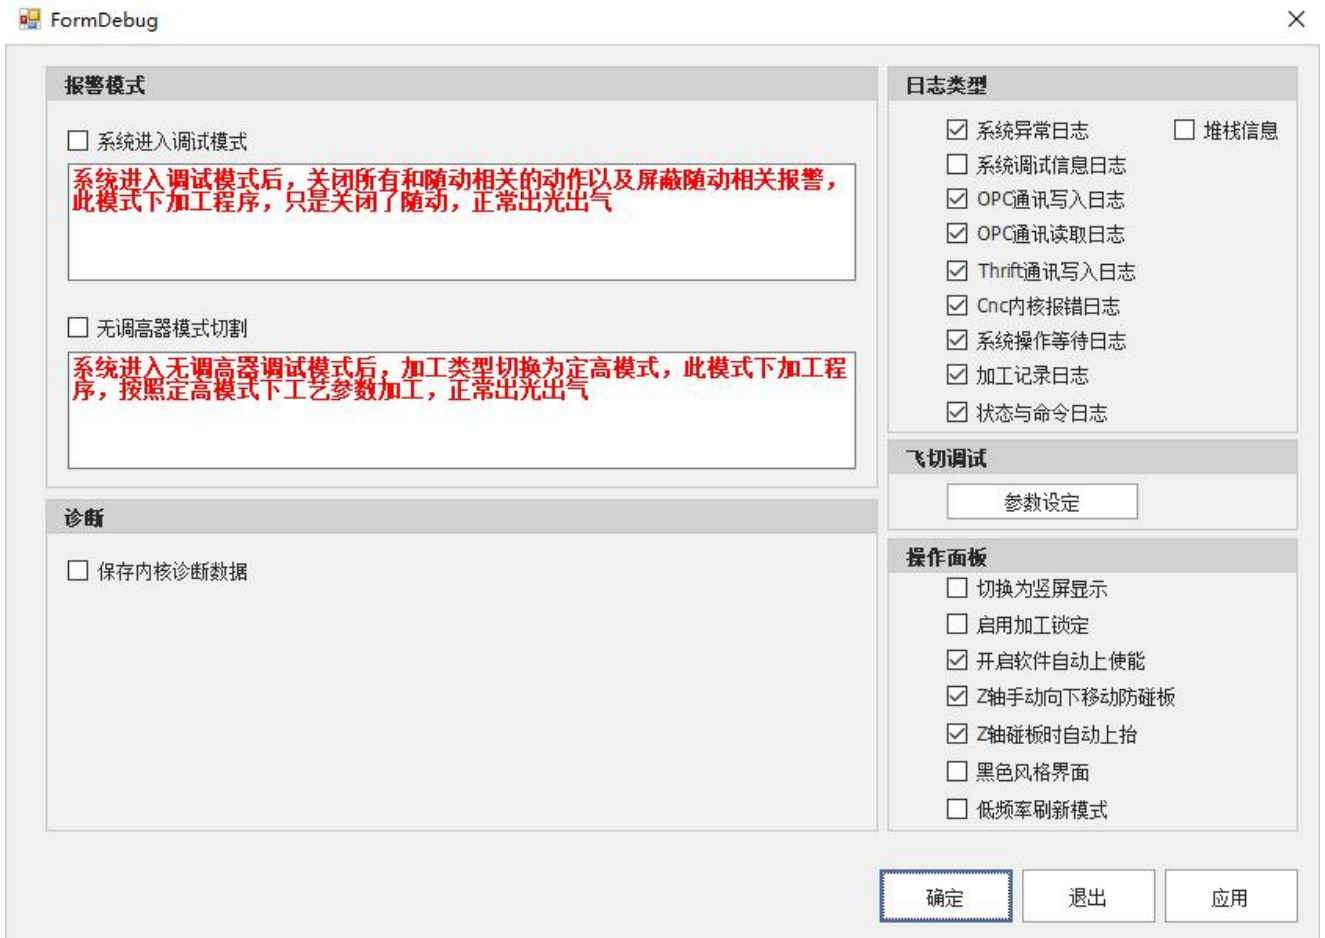 FormDebug
报警模式
系统进入调试模式
系统进入调试模式后，关闭所有和随动相关的动作以及屏蔽随动相关报警，
此模式下加工程序，只是关闭了随动，正常出光出气
无调高器模式切割
系统进入无调高器调试模式后，加工类型切换为定高模式，此模式下加工程
序，按照定高模式下工艺参数加工，正常出光出气
诊断
保存内核诊断数据
日志类型
系统异常日志 堆栈信息
系统调试信息日志
OPC通讯写入日志
OPC通讯读取日志
Thrift通讯写入日志
Cnc内核报错日志
系统操作等待日志
加工记录日志
状态与命令日志
飞切调试
参数设定
操作面板
切换为竖屏显示
启用加工锁定
开启软件自动上使能
Z轴手动向下移动防碰板
Z轴碰板时自动上抬
黑色风格界面
低频率刷新模式
确定 退出 应用